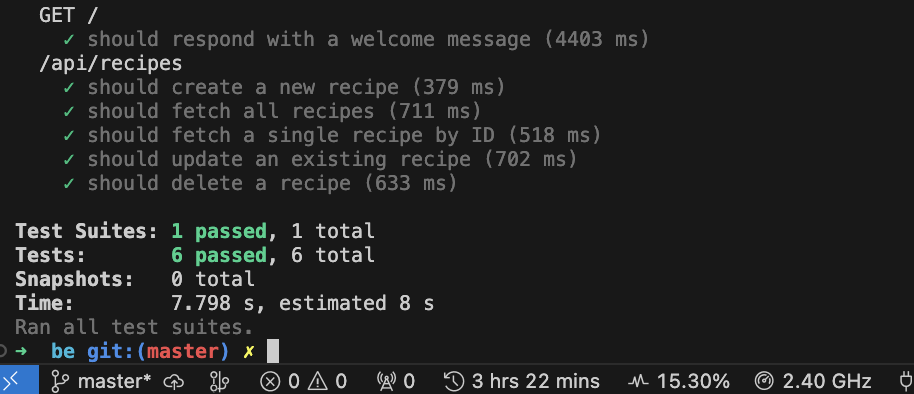 GET /
✓ should respond with a welcome message (4403 ms)
/api/recipes
✓ should create a new recipe (379 ms)
✓ should fetch all recipes (711 ms)
✓ should fetch a single recipe by ID (518 ms)
✓ should update an existing recipe (702 ms)
✓ should delete a recipe (633 ms)
Test Suites: 1 passed, 1 total
Tests: 6 passed, 6 total
Snapshots: 0 total
Time: 7.798 s, estimated 8 s
Ran all test suites.
➜ be git:(master) ✗
master* 0 0 0 3 hrs 22 mins 15.30% 2.40 GHz